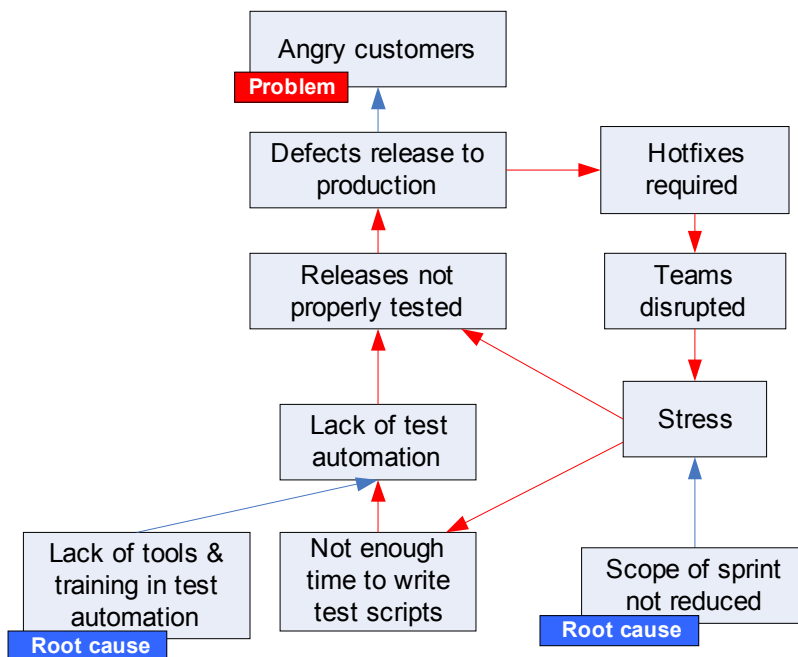 Angry customers
Problem
Defects release to
production
Hotfixes
required
Releases not
properly tested
Teams
disrupted
Lack of test
automation
Stress
Lack of tools &
training in test
automation
Root cause
Not enough
time to write
test scripts
Scope of sprint
not reduced
Root cause